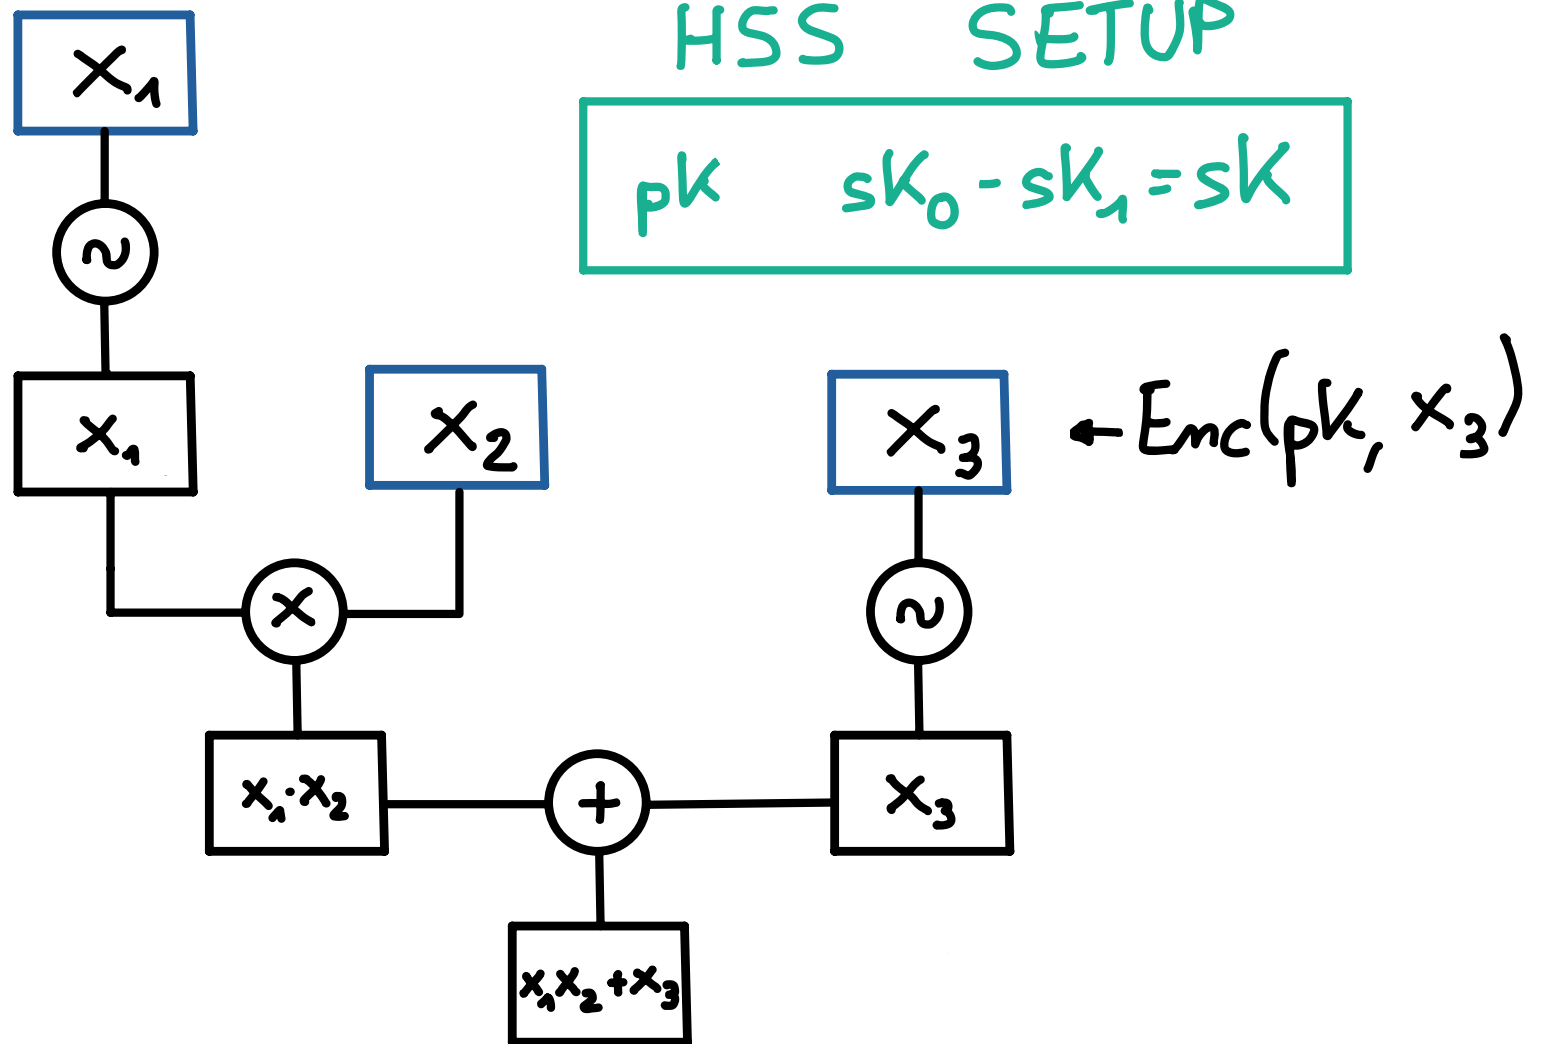 HSS SETUP
x₁
pK sK₀ - sK₁ = sK
~
x₁
x₂
x₃ ← Enc(pK, x₃)
×
~
x₁·x₂
+
x₃
x₁x₂ + x₃